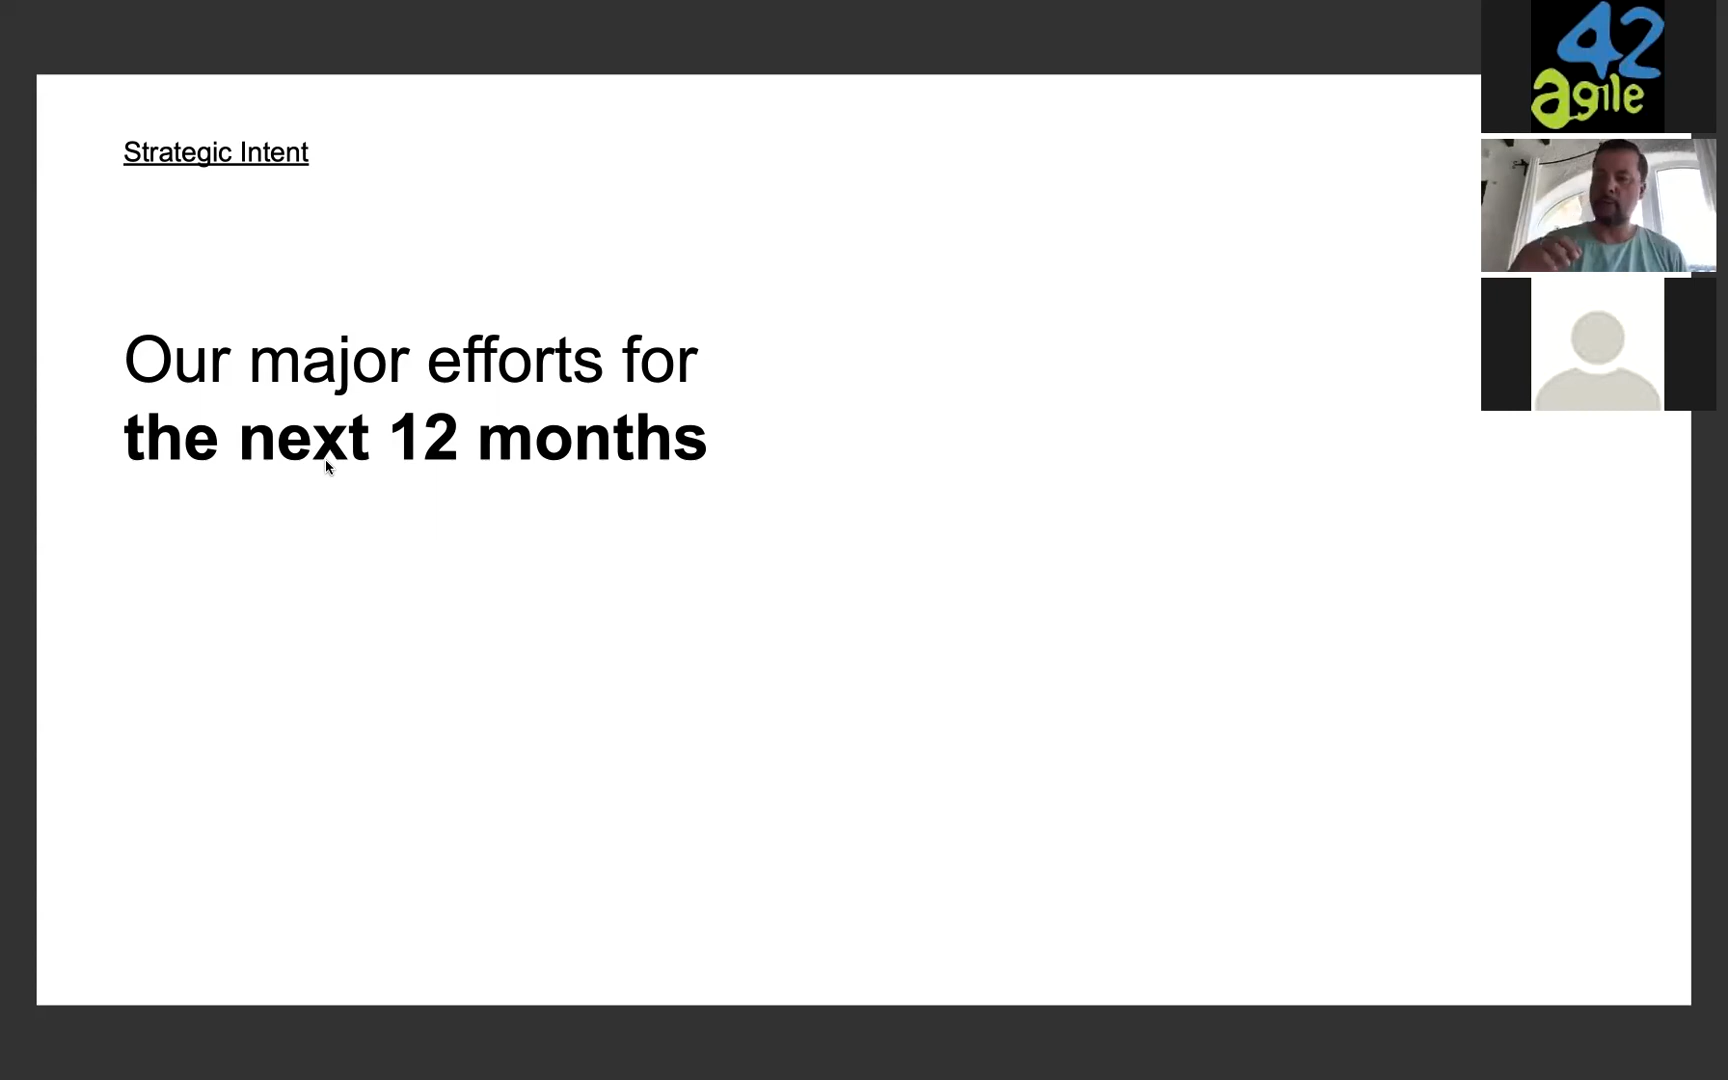 Strategic Intent
Our major efforts for
the next 12 months
42
agile